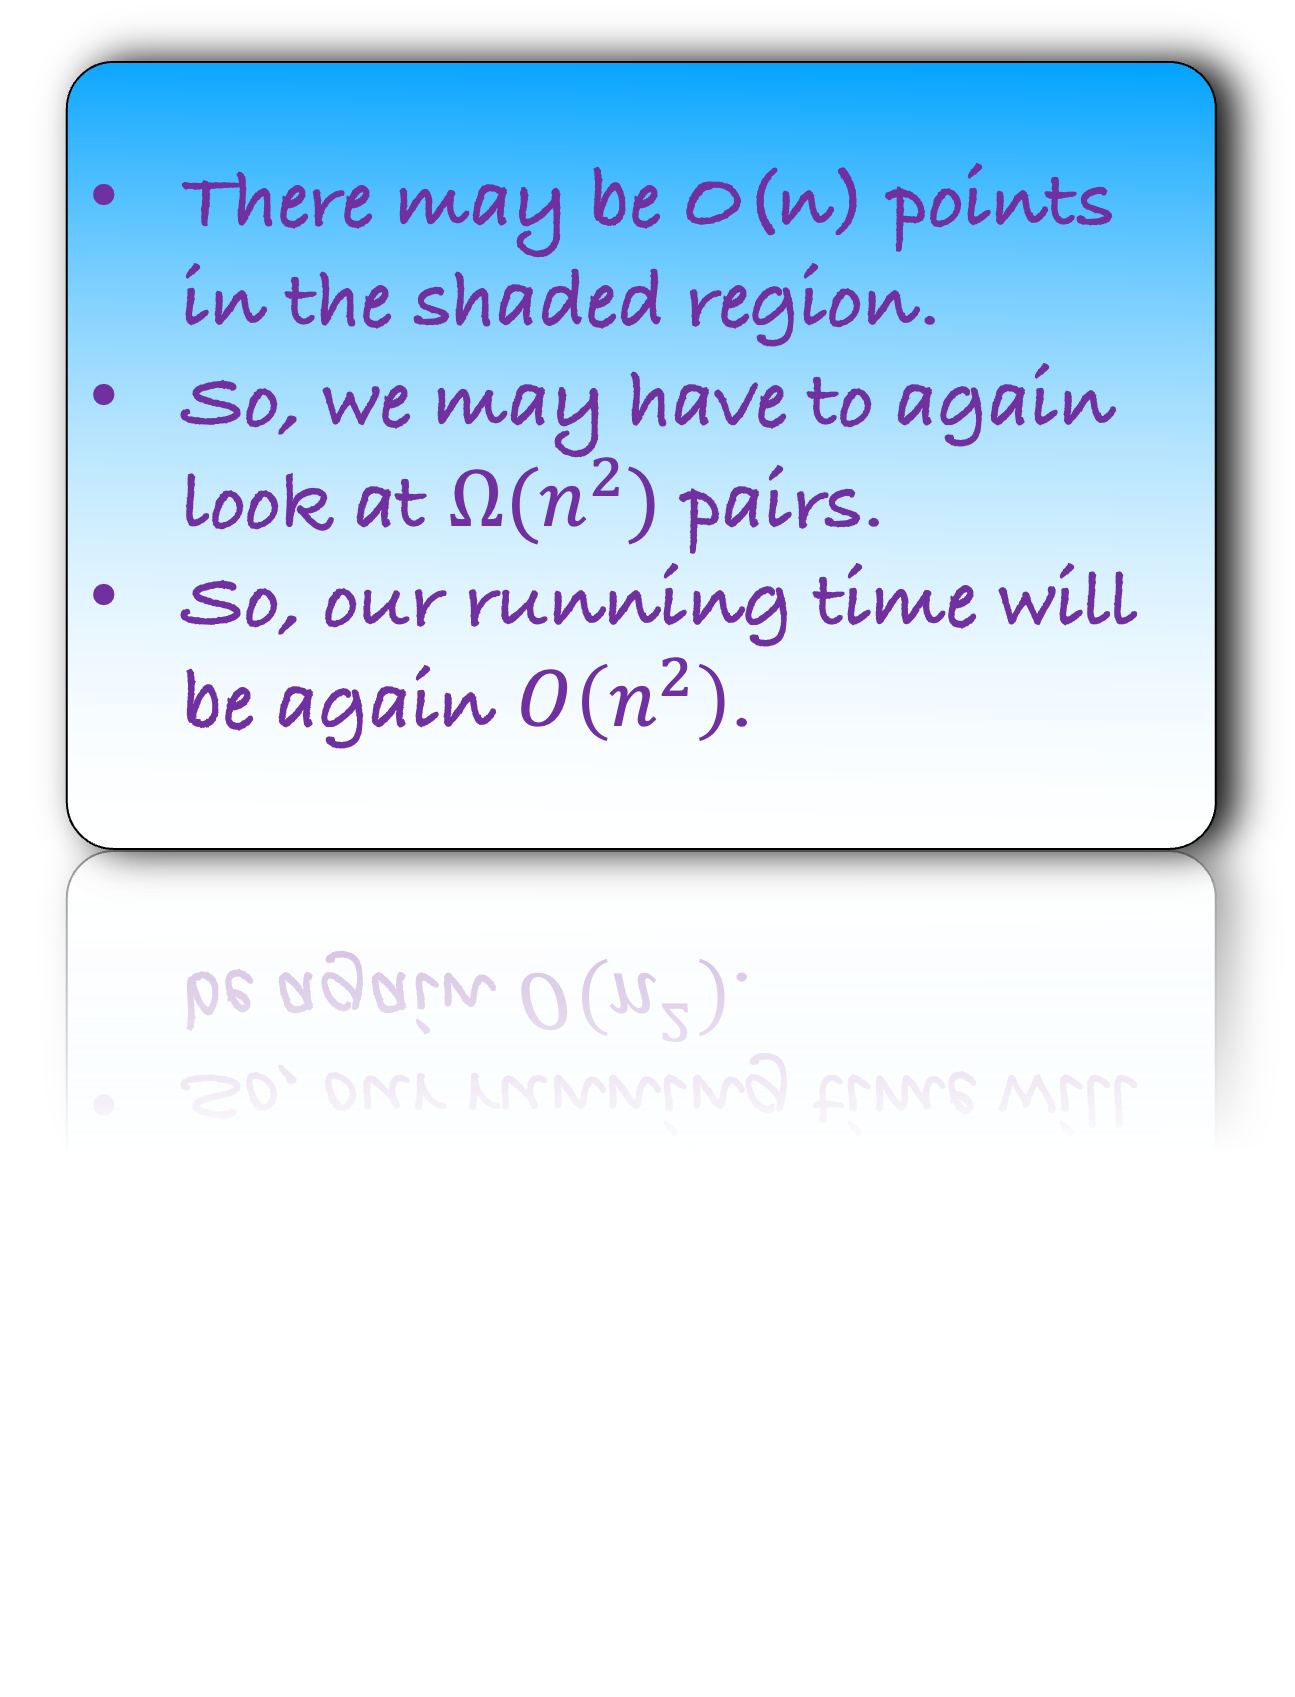 • There may be O(n) points
in the shaded region.
• So, we may have to again
look at Ω(n²) pairs.
• So, our running time will
be again O(n²).